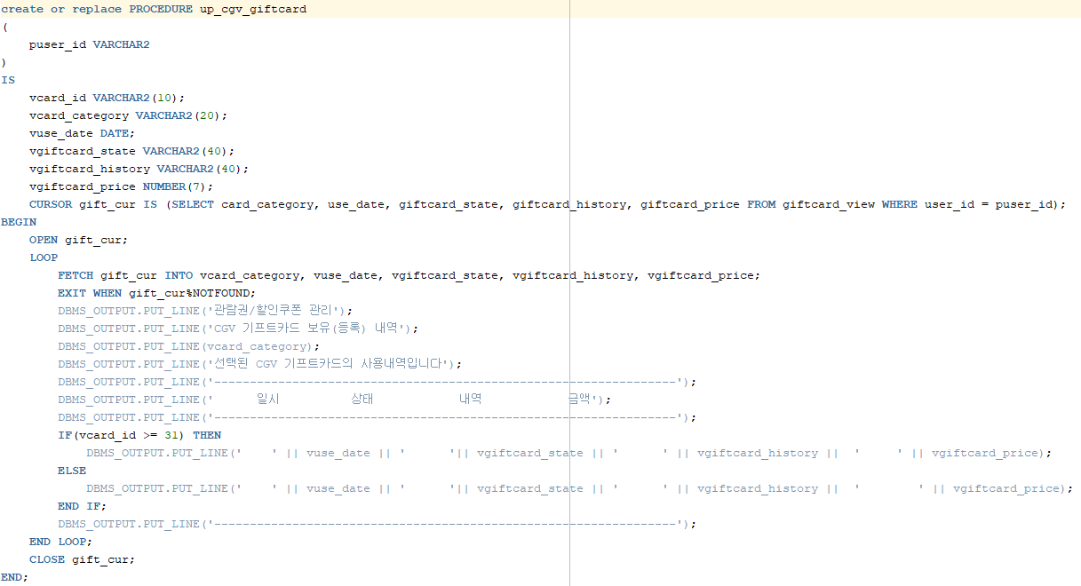 create or replace PROCEDURE up_cgv_giftcard
(
    puser_id VARCHAR2
)
IS
    vcard_id VARCHAR2(10);
    vcard_category VARCHAR2(20);
    vuse_date DATE;
    vgiftcard_state VARCHAR2(40);
    vgiftcard_history VARCHAR2(40);
    vgiftcard_price NUMBER(7);
    CURSOR gift_cur IS (SELECT card_category, use_date, giftcard_state, giftcard_history, giftcard_price FROM giftcard_view WHERE user_id = puser_id);
BEGIN
    OPEN gift_cur;
    LOOP
        FETCH gift_cur INTO vcard_category, vuse_date, vgiftcard_state, vgiftcard_history, vgiftcard_price;
        EXIT WHEN gift_cur%NOTFOUND;
        DBMS_OUTPUT.PUT_LINE('관람권/할인쿠폰 관리');
        DBMS_OUTPUT.PUT_LINE('CGV 기프트카드 보유(등록) 내역');
        DBMS_OUTPUT.PUT_LINE(vcard_category);
        DBMS_OUTPUT.PUT_LINE('선택된 CGV 기프트카드의 사용내역입니다');
        DBMS_OUTPUT.PUT_LINE('-----------------------------------------------------------------');
        DBMS_OUTPUT.PUT_LINE('      일시          상태            내역            금액');
        DBMS_OUTPUT.PUT_LINE('-----------------------------------------------------------------');
        IF(vcard_id >= 31) THEN
            DBMS_OUTPUT.PUT_LINE('    ' || vuse_date || '      '|| vgiftcard_state || '      ' || vgiftcard_history ||  '     ' || vgiftcard_price);
        ELSE
            DBMS_OUTPUT.PUT_LINE('    ' || vuse_date || '      '|| vgiftcard_state || '      ' || vgiftcard_history ||  '        ' || vgiftcard_price);
        END IF;
        DBMS_OUTPUT.PUT_LINE('-----------------------------------------------------------------');
    END LOOP;
    CLOSE gift_cur;
END;